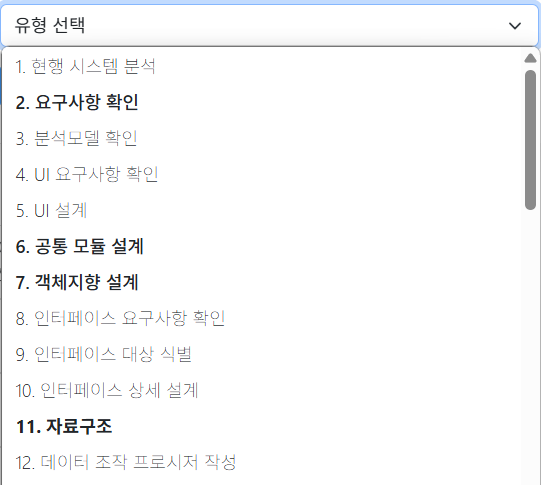 유형 선택
1. 현행 시스템 분석
2. 요구사항 확인
3. 분석모델 확인
4. UI 요구사항 확인
5. UI 설계
6. 공통 모듈 설계
7. 객체지향 설계
8. 인터페이스 요구사항 확인
9. 인터페이스 대상 식별
10. 인터페이스 상세 설계
11. 자료구조
12. 데이터 조작 프로시저 작성